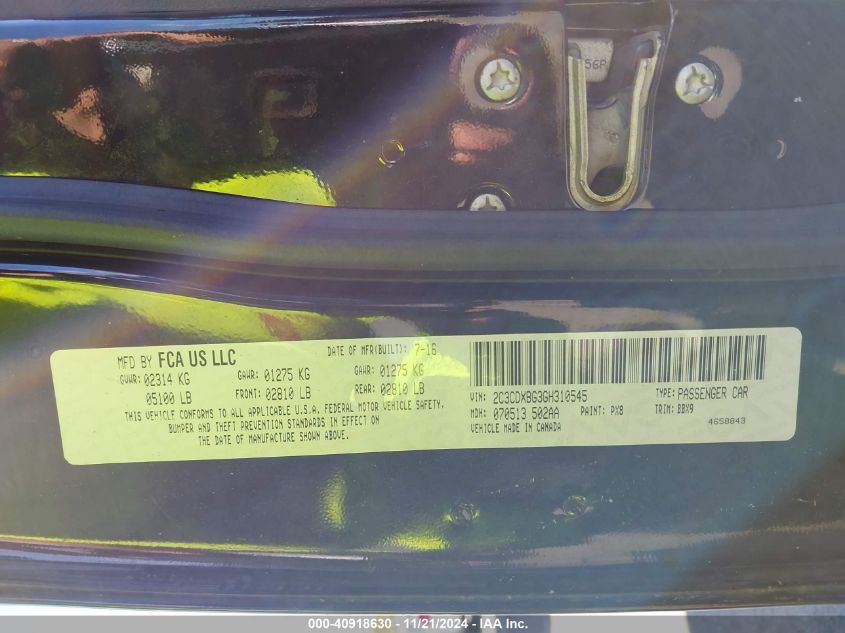 56P
MFD BY FCA US LLC
DATE OF MFR(BUILT): 7-16
GVWR: 02314 KG
GAWR: 01275 KG
GAWR: 01275 KG
05100 LB
FRONT: 02810 LB
REAR: 02810 LB
THIS VEHICLE CONFORMS TO ALL APPLICABLE U.S.A. FEDERAL MOTOR VEHICLE SAFETY,
BUMPER AND THEFT PREVENTION STANDARDS IN EFFECT ON
THE DATE OF MANUFACTURE SHOWN ABOVE.
VIN: 2C3CDXBG3GH310545
TYPE: PASSENGER CAR
MDH: 070513 502AA
PAINT: PX8
TRIM: BBX9
VEHICLE MADE IN CANADA
4658843
000-40918630 - 11/21/2024 - IAA Inc.